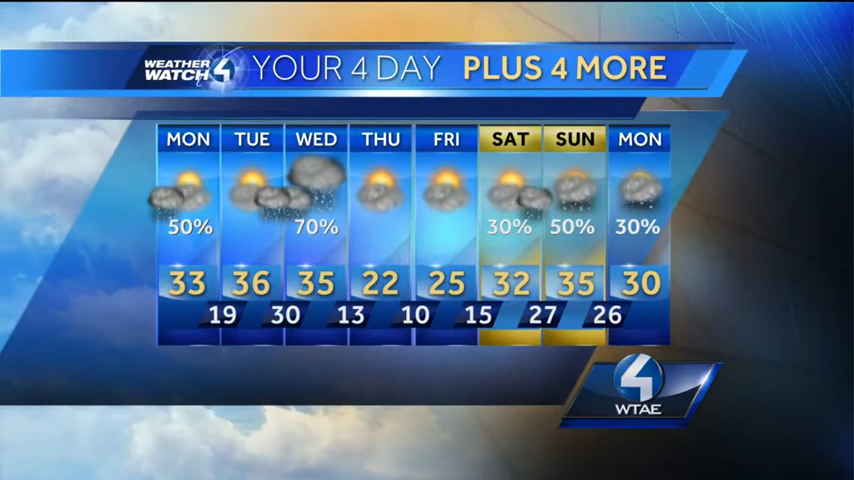 WEATHER
WATCH 4
YOUR 4 DAY PLUS 4 MORE
MON TUE WED THU FRI SAT SUN MON
50% 70% 30% 50% 30%
33 36 35 22 25 32 35 30
19 30 13 10 15 27 26
4
WTAE